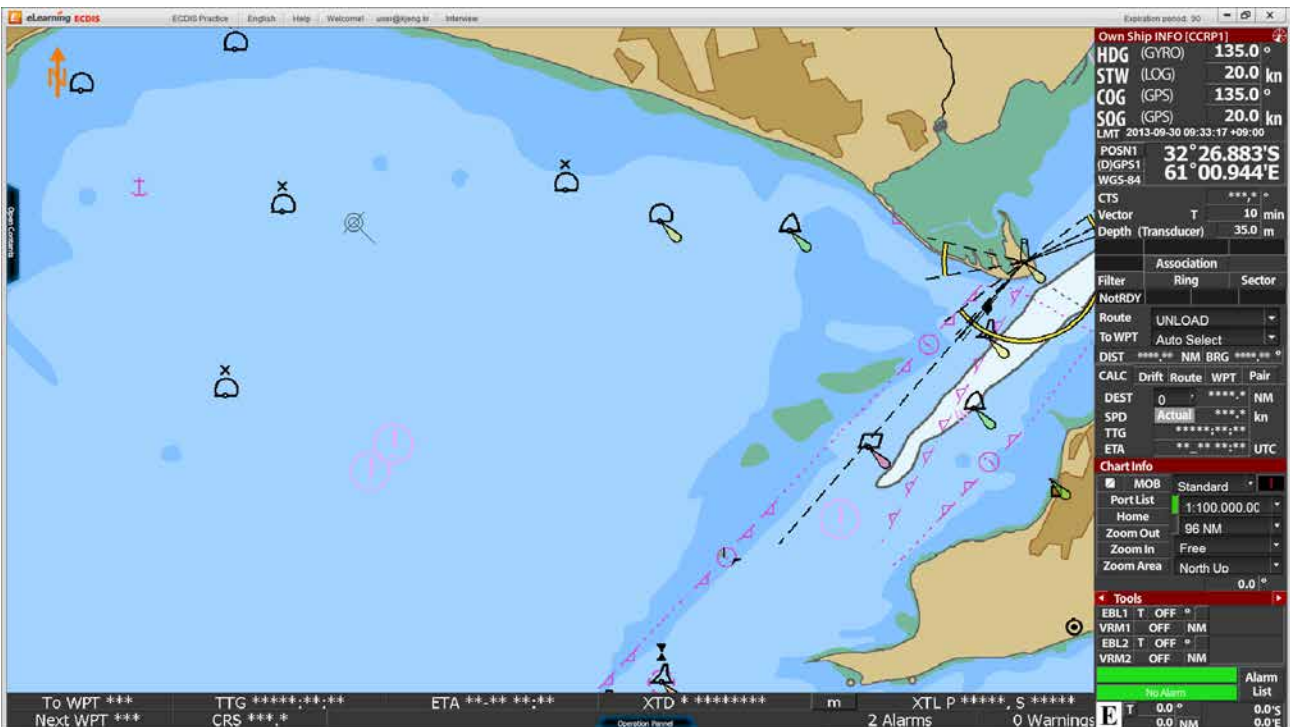 eLearning ECDIS ECDIS Practice English Help Welcome! user@kjeng.kr Interview Expiration period: 30
Open Contants
Own Ship INFO [CCRP1]
HDG (GYRO) 135.0 °
STW (LOG) 20.0 kn
COG (GPS) 135.0 °
SOG (GPS) 20.0 kn
LMT 2013-09-30 09:33:17 +09:00
POSN1 32°26.883'S
(D)GPS1 61°00.944'E
WGS-84
CTS ***.* °
Vector T 10 min
Depth (Transducer) 35.0 m
Association
Filter Ring Sector
NotRDY
Route UNLOAD
To WPT Auto Select
DIST ****.** NM BRG ****.** °
CALC Drift Route WPT Pair
DEST 0 ' ****.* NM
SPD Actual ***.* kn
TTG *****:**:**
ETA **_** **:** UTC
Chart Info
MOB Standard
Port List 1:100.000.00
Home 96 NM
Zoom Out
Zoom In Free
Zoom Area North Up
0.0 °
Tools
EBL1 T OFF °
VRM1 OFF NM
EBL2 T OFF °
VRM2 OFF NM
Alarm
No Alarm List
E T 0.0 ° 0.0'S
0.0 NM 0.0'E
To WPT *** TTG *****:**:** ETA **-** **:** XTD * ******** m XTL P *****, S *****
Next WPT *** CRS ***.* Operation Pannel 2 Alarms 0 Warnings